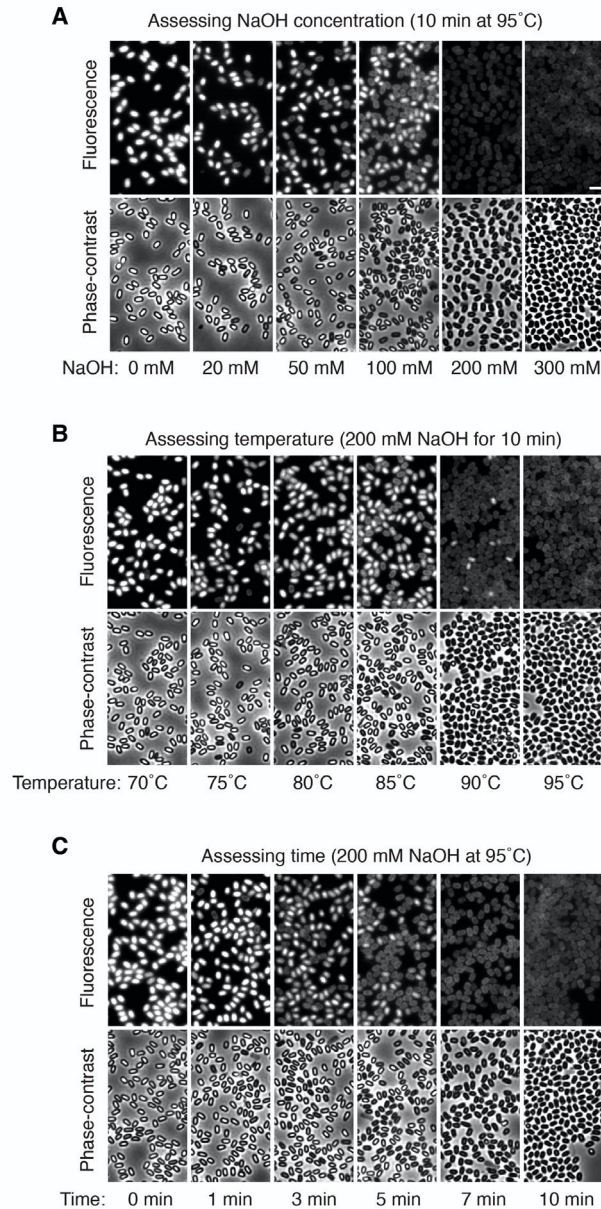 A
Assessing NaOH concentration (10 min at 95˚C)
Fluorescence
Phase-contrast
NaOH: 0 mM 20 mM 50 mM 100 mM 200 mM 300 mM
B
Assessing temperature (200 mM NaOH for 10 min)
Fluorescence
Phase-contrast
Temperature: 70˚C 75˚C 80˚C 85˚C 90˚C 95˚C
C
Assessing time (200 mM NaOH at 95˚C)
Fluorescence
Phase-contrast
Time: 0 min 1 min 3 min 5 min 7 min 10 min